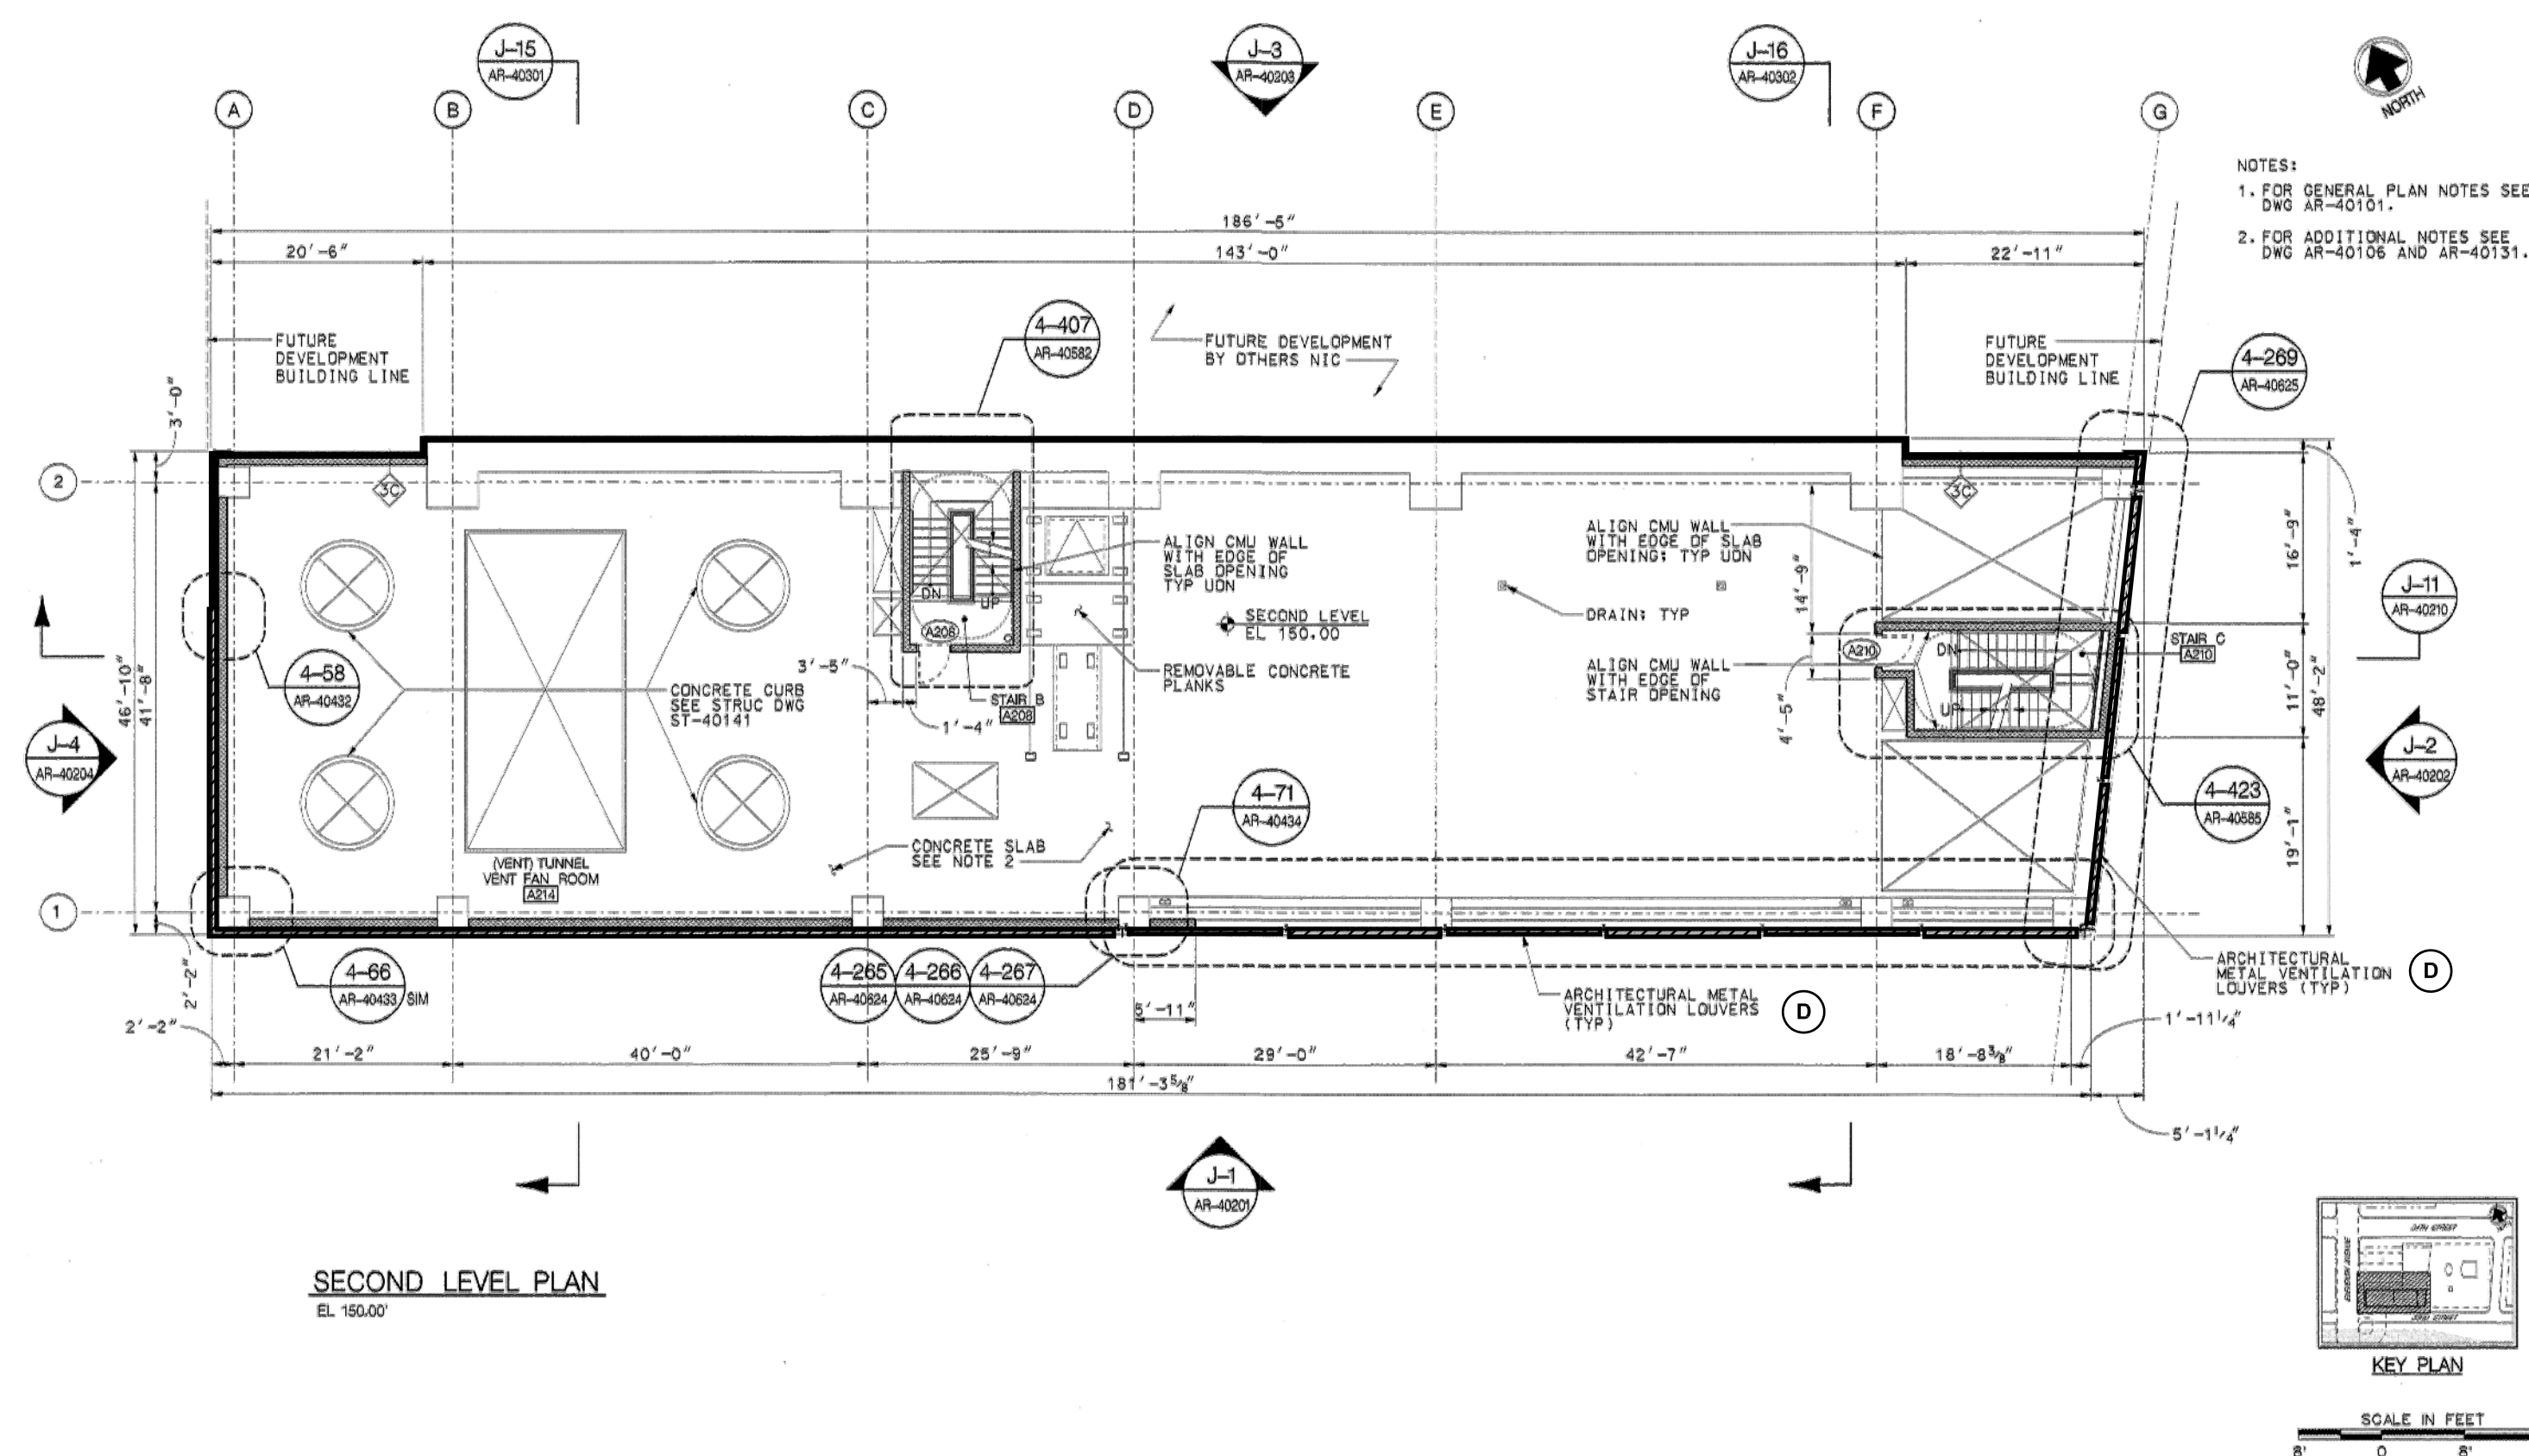 J-15
AR-40301
J-3
AR-40203
J-16
AR-40302
NORTH
A
B
C
D
E
F
G
NOTES:
1. FOR GENERAL PLAN NOTES SEE
DWG AR-40101.
2. FOR ADDITIONAL NOTES SEE
DWG AR-40106 AND AR-40131.
186'-5"
20'-6"
143'-0"
22'-11"
FUTURE
DEVELOPMENT
BUILDING LINE
4-407
AR-40582
FUTURE DEVELOPMENT
BY OTHERS NIC
FUTURE
DEVELOPMENT
BUILDING LINE
4-269
AR-40625
3'-0"
2
3C
3C
16'-9"
1'-4"
ALIGN CMU WALL
WITH EDGE OF
SLAB OPENING
TYP UON
ALIGN CMU WALL
WITH EDGE OF SLAB
OPENING; TYP UON
14'-9"
J-11
AR-40210
DN
UP
A208
SECOND LEVEL
EL 150.00
DRAIN; TYP
A210
DN
UP
STAIR C
A210
11'-0"
48'-2"
4-58
AR-40432
46'-10"
41'-8"
CONCRETE CURB
SEE STRUC DWG
ST-40141
3'-5"
1'-4"
STAIR B
A208
REMOVABLE CONCRETE
PLANKS
ALIGN CMU WALL
WITH EDGE OF
STAIR OPENING
4'-5"
J-4
AR-40204
J-2
AR-40202
4-71
AR-40434
4-423
AR-40585
19'-1"
CONCRETE SLAB
SEE NOTE 2
(VENT) TUNNEL
VENT FAN ROOM
A214
1
2'-2"
4-66
AR-40433
SIM
4-265
AR-40624
4-266
AR-40624
4-267
AR-40624
5'-11"
ARCHITECTURAL METAL
VENTILATION LOUVERS
(TYP)
D
ARCHITECTURAL
METAL VENTILATION
LOUVERS (TYP)
D
2'-2"
21'-2"
40'-0"
25'-9"
29'-0"
42'-7"
18'-8⅜"
1'-11¼"
181'-3⅝"
5'-1¼"
J-1
AR-40201
SECOND LEVEL PLAN
EL 150.00'
33RD STREET
KEY PLAN
SCALE IN FEET
8' 0 8'